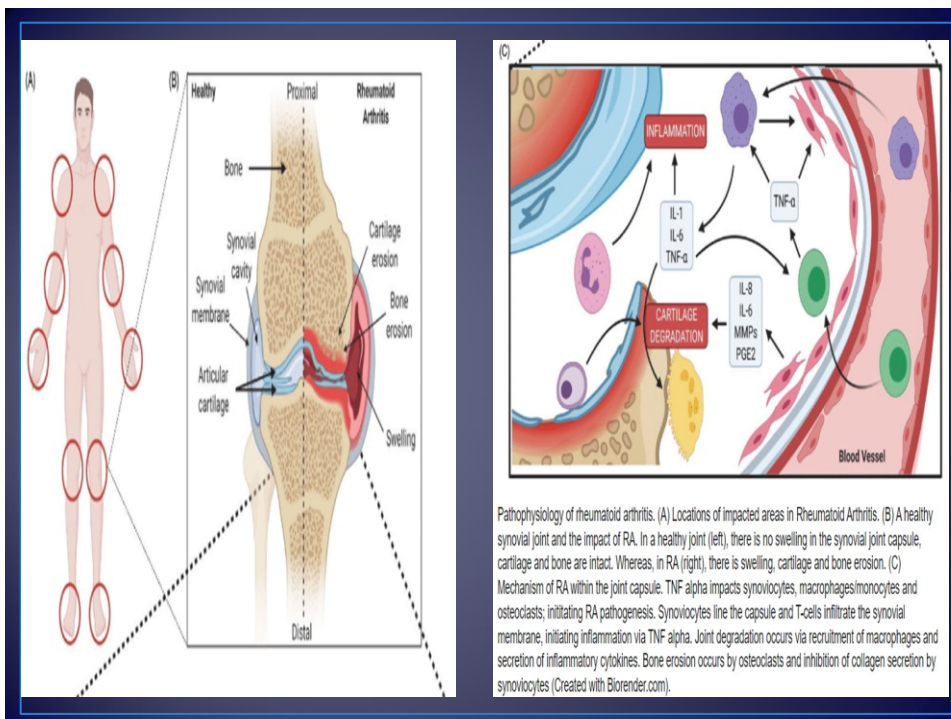 (A)
(B)
Healthy
Proximal
Rheumatoid
Arthritis
Bone
Synovial
cavity
Synovial
membrane
Articular
cartilage
Cartilage
erosion
Bone
erosion
Swelling
Distal
(C)
INFLAMMATION
IL-1
IL-6
TNF-α
TNF-α
IL-8
IL-6
MMPs
PGE2
CARTILAGE
DEGRADATION
Blood Vessel
Pathophysiology of rheumatoid arthritis. (A) Locations of impacted areas in Rheumatoid Arthritis. (B) A healthy
synovial joint and the impact of RA. In a healthy joint (left), there is no swelling in the synovial joint capsule,
cartilage and bone are intact. Whereas, in RA (right), there is swelling, cartilage and bone erosion. (C)
Mechanism of RA within the joint capsule. TNF alpha impacts synoviocytes, macrophages/monocytes and
osteoclasts; inititating RA pathogenesis. Synoviocytes line the capsule and T-cells infiltrate the synovial
membrane, initiating inflammation via TNF alpha. Joint degradation occurs via recruitment of macrophages and
secretion of inflammatory cytokines. Bone erosion occurs by osteoclasts and inhibition of collagen secretion by
synoviocytes (Created with Biorender.com).